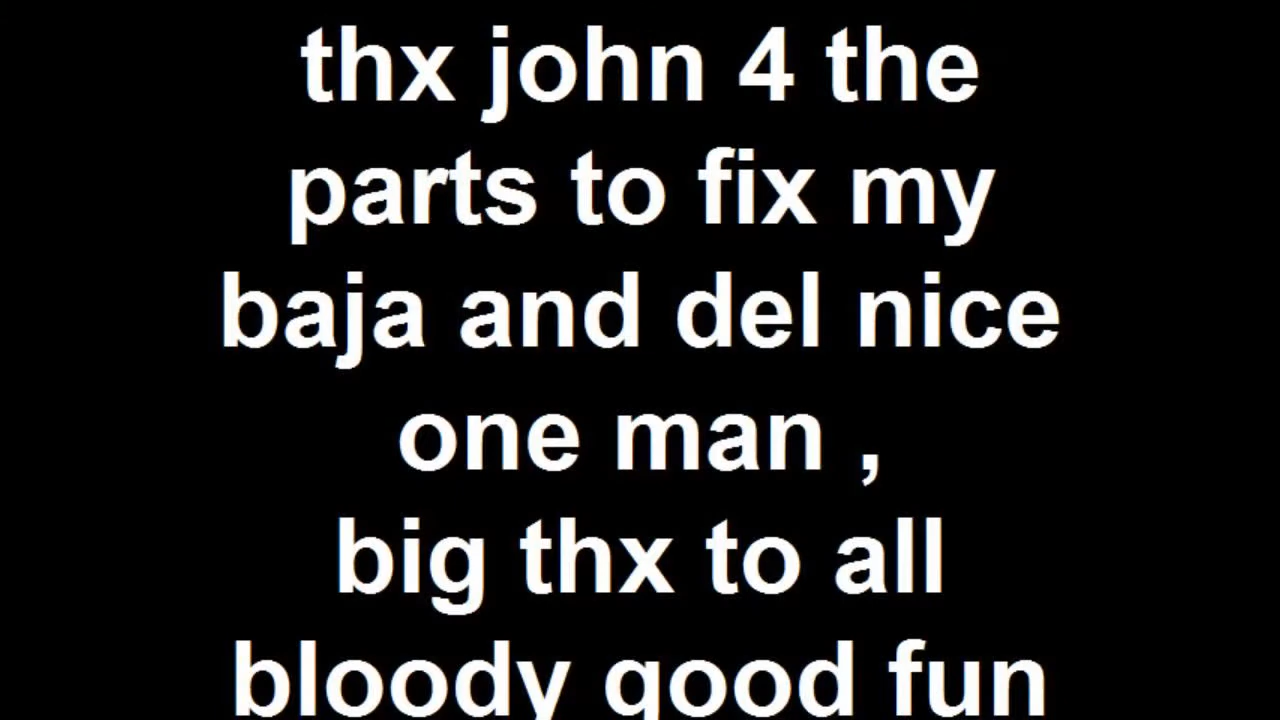 thx john 4 the
parts to fix my
baja and del nice
one man ,
big thx to all
bloody good fun